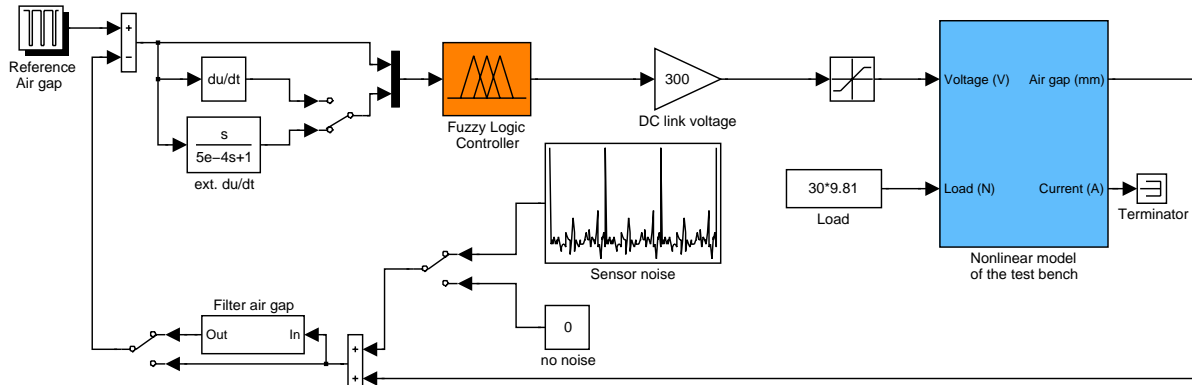 Reference
Air gap
+
−
du/dt
s
5e−4s+1
ext. du/dt
Fuzzy Logic
Controller
300
DC link voltage
Voltage (V)
Air gap (mm)
Load (N)
Current (A)
Nonlinear model
of the test bench
30*9.81
Load
Terminator
Sensor noise
0
no noise
Filter air gap
Out
In
+
+